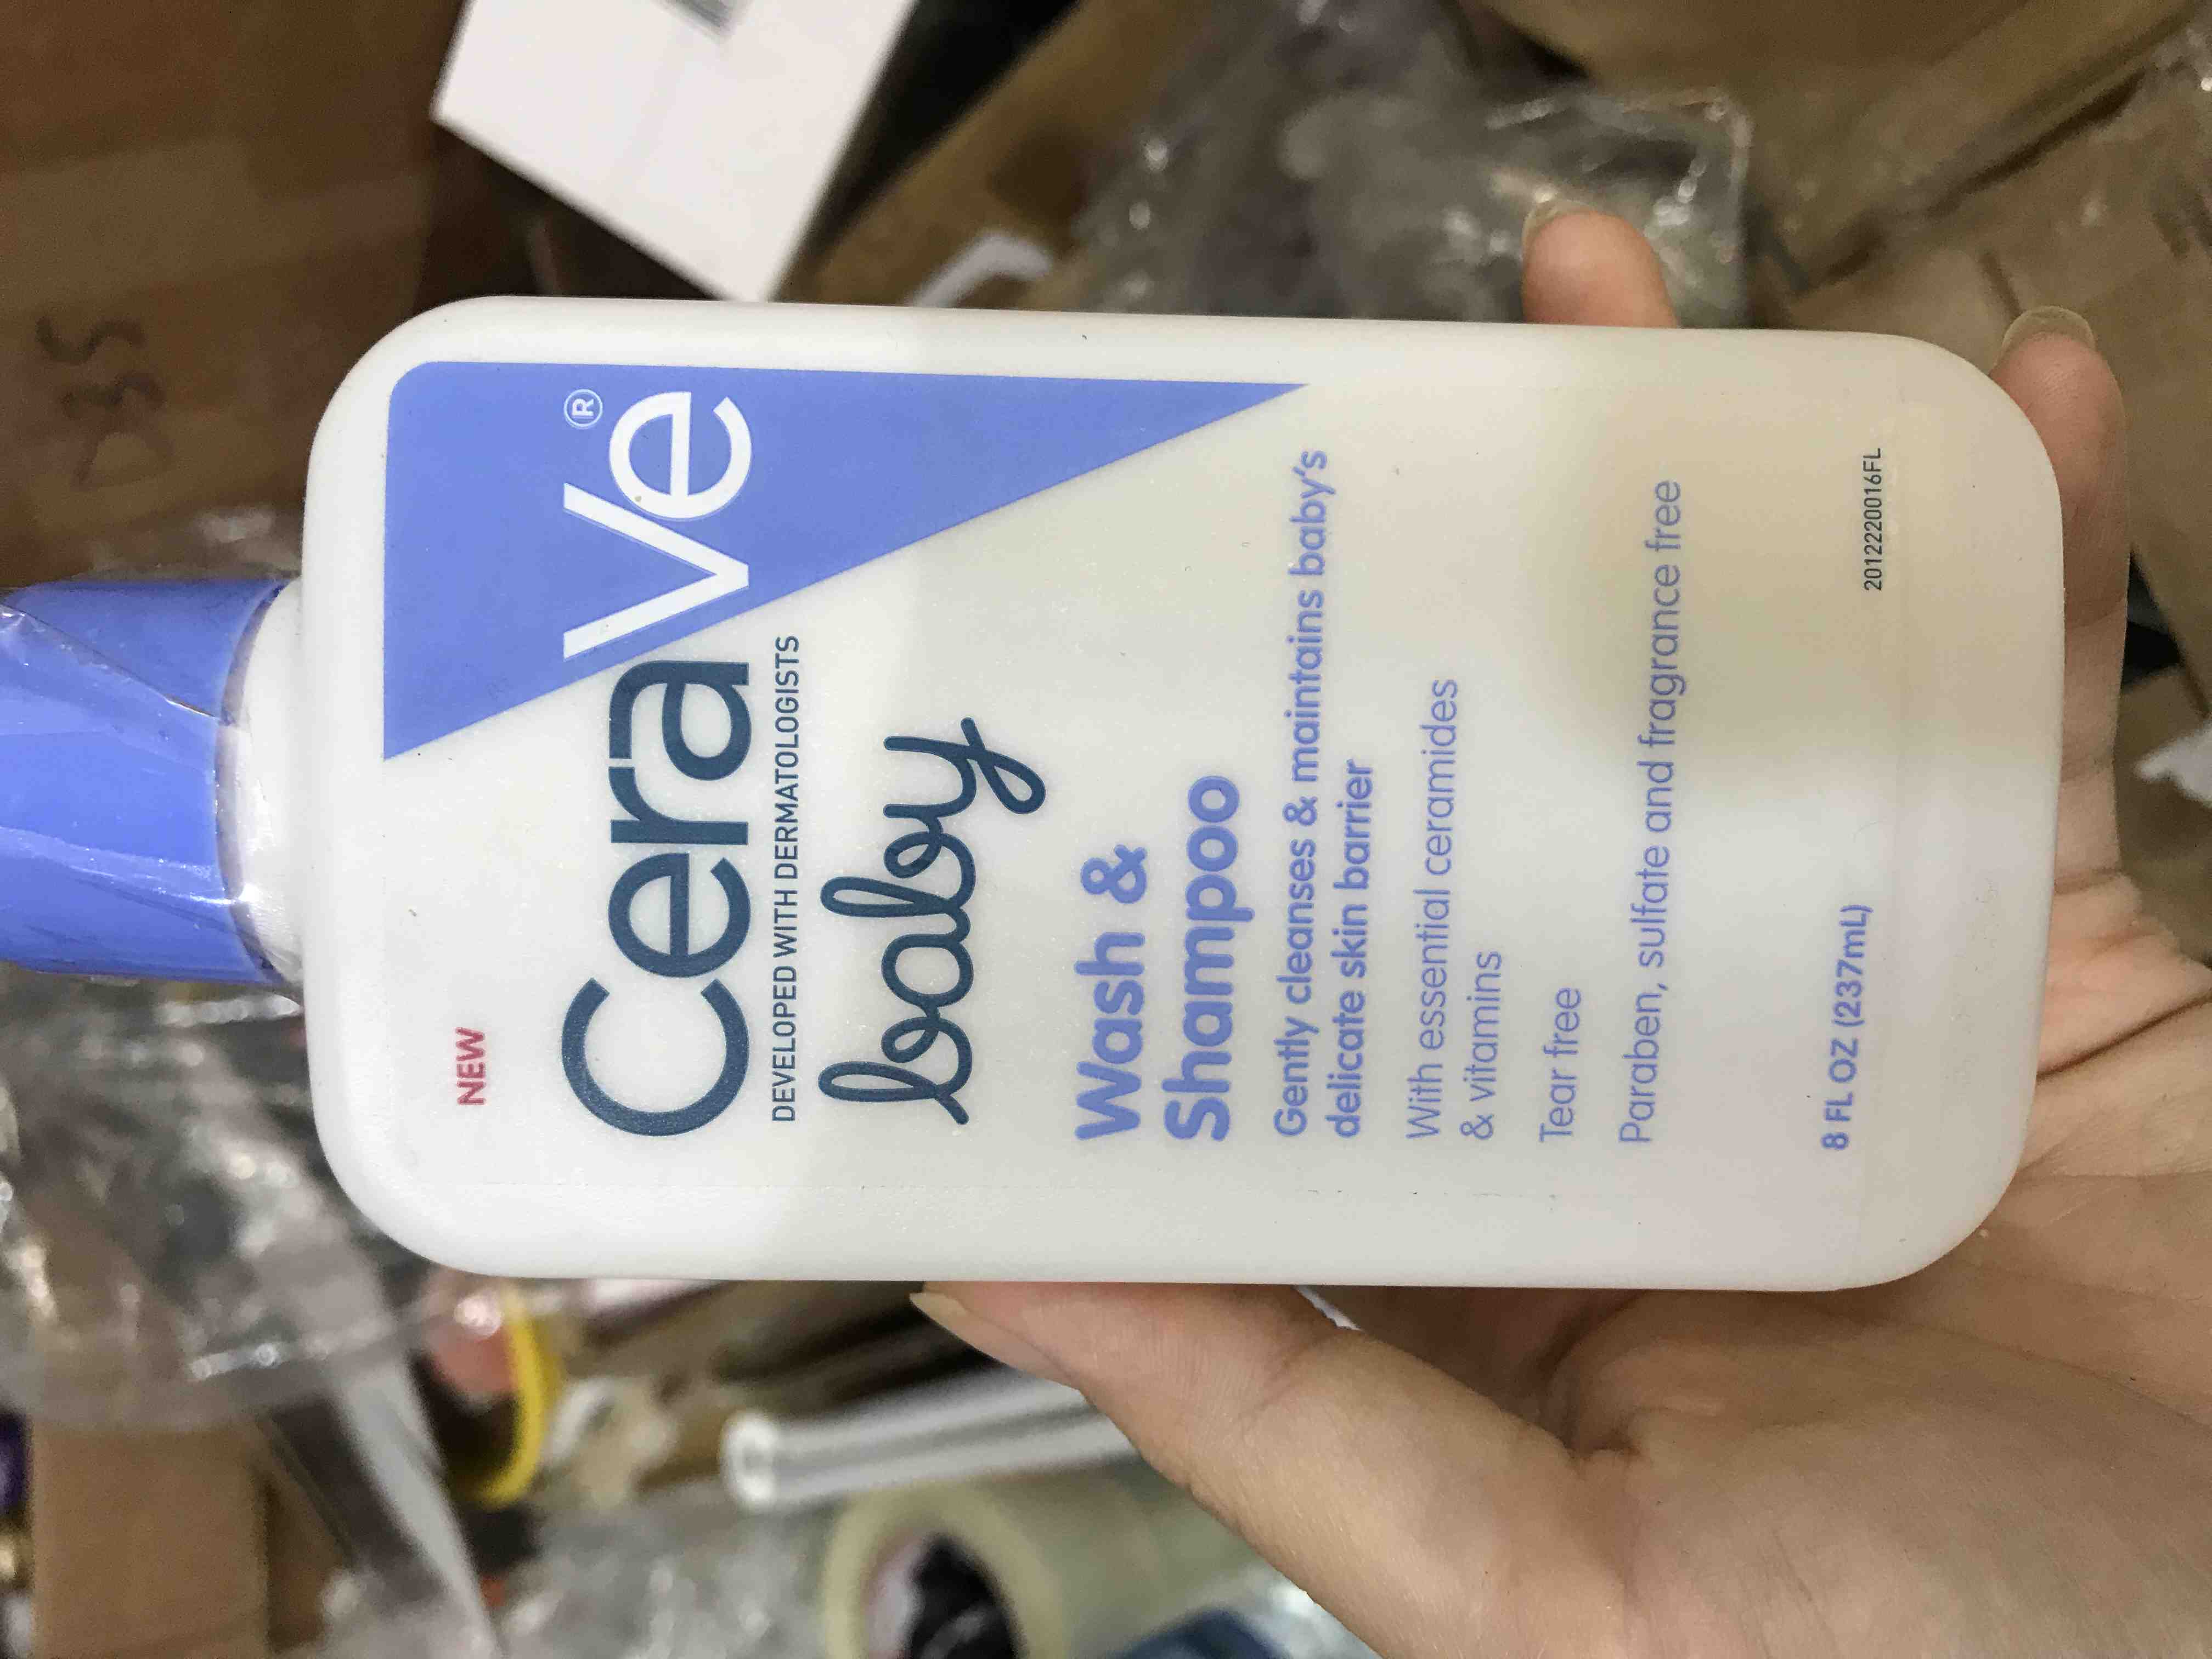 NEW
CeraVe®
DEVELOPED WITH DERMATOLOGISTS
baby
Wash &
Shampoo
Gently cleanses & maintains baby's
delicate skin barrier
With essential ceramides
& vitamins
Tear free
Paraben, sulfate and fragrance free
8 FL OZ (237mL)
2012220016FL
D3S